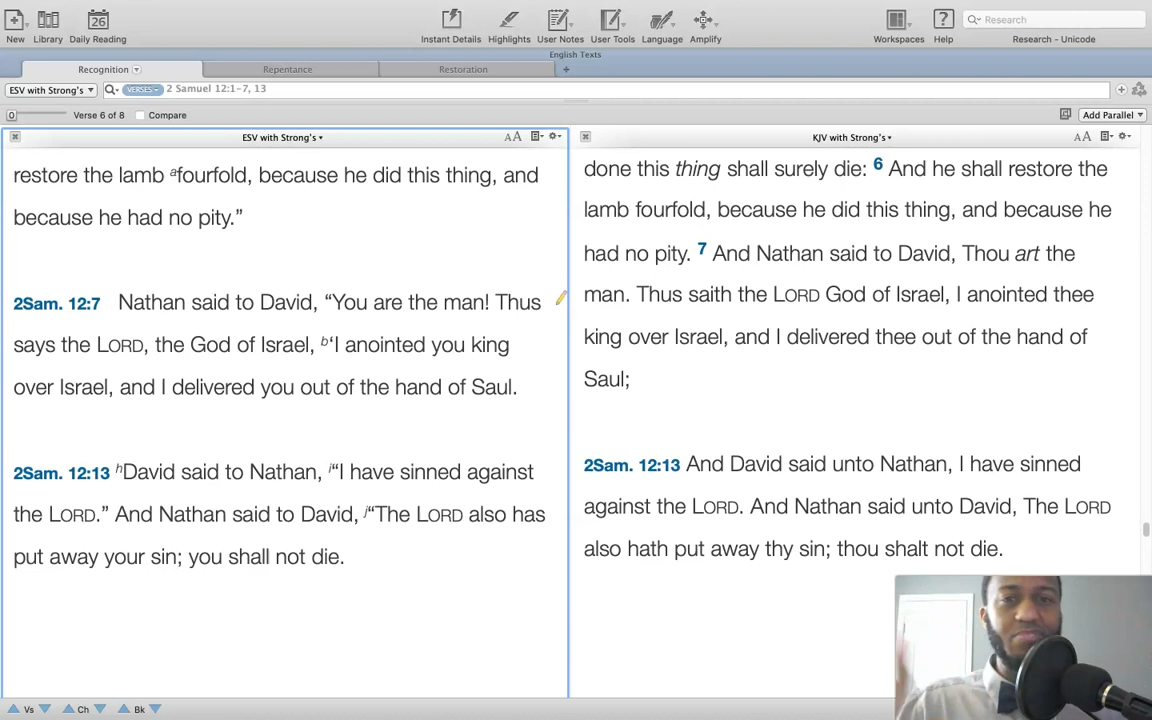 26
New Library Daily Reading
Instant Details Highlights User Notes User Tools Language Amplify
Workspaces Help
Research
Research - Unicode
English Texts
Recognition
Repentance
Restoration
+
ESV with Strong's
VERSES 2 Samuel 12:1-7, 13
0 Verse 6 of 8 Compare
Add Parallel
ESV with Strong's
AA
restore the lamb ᵃfourfold, because he did this thing, and
because he had no pity.”
2Sam. 12:7 Nathan said to David, “You are the man! Thus
says the LORD, the God of Israel, ᵇ‘I anointed you king
over Israel, and I delivered you out of the hand of Saul.
2Sam. 12:13 ʰDavid said to Nathan, ⁱ“I have sinned against
the LORD.” And Nathan said to David, ʲ“The LORD also has
put away your sin; you shall not die.
KJV with Strong's
AA
done this thing shall surely die: 6 And he shall restore the
lamb fourfold, because he did this thing, and because he
had no pity. 7 And Nathan said to David, Thou art the
man. Thus saith the LORD God of Israel, I anointed thee
king over Israel, and I delivered thee out of the hand of
Saul;
2Sam. 12:13 And David said unto Nathan, I have sinned
against the LORD. And Nathan said unto David, The LORD
also hath put away thy sin; thou shalt not die.
Vs Ch Bk